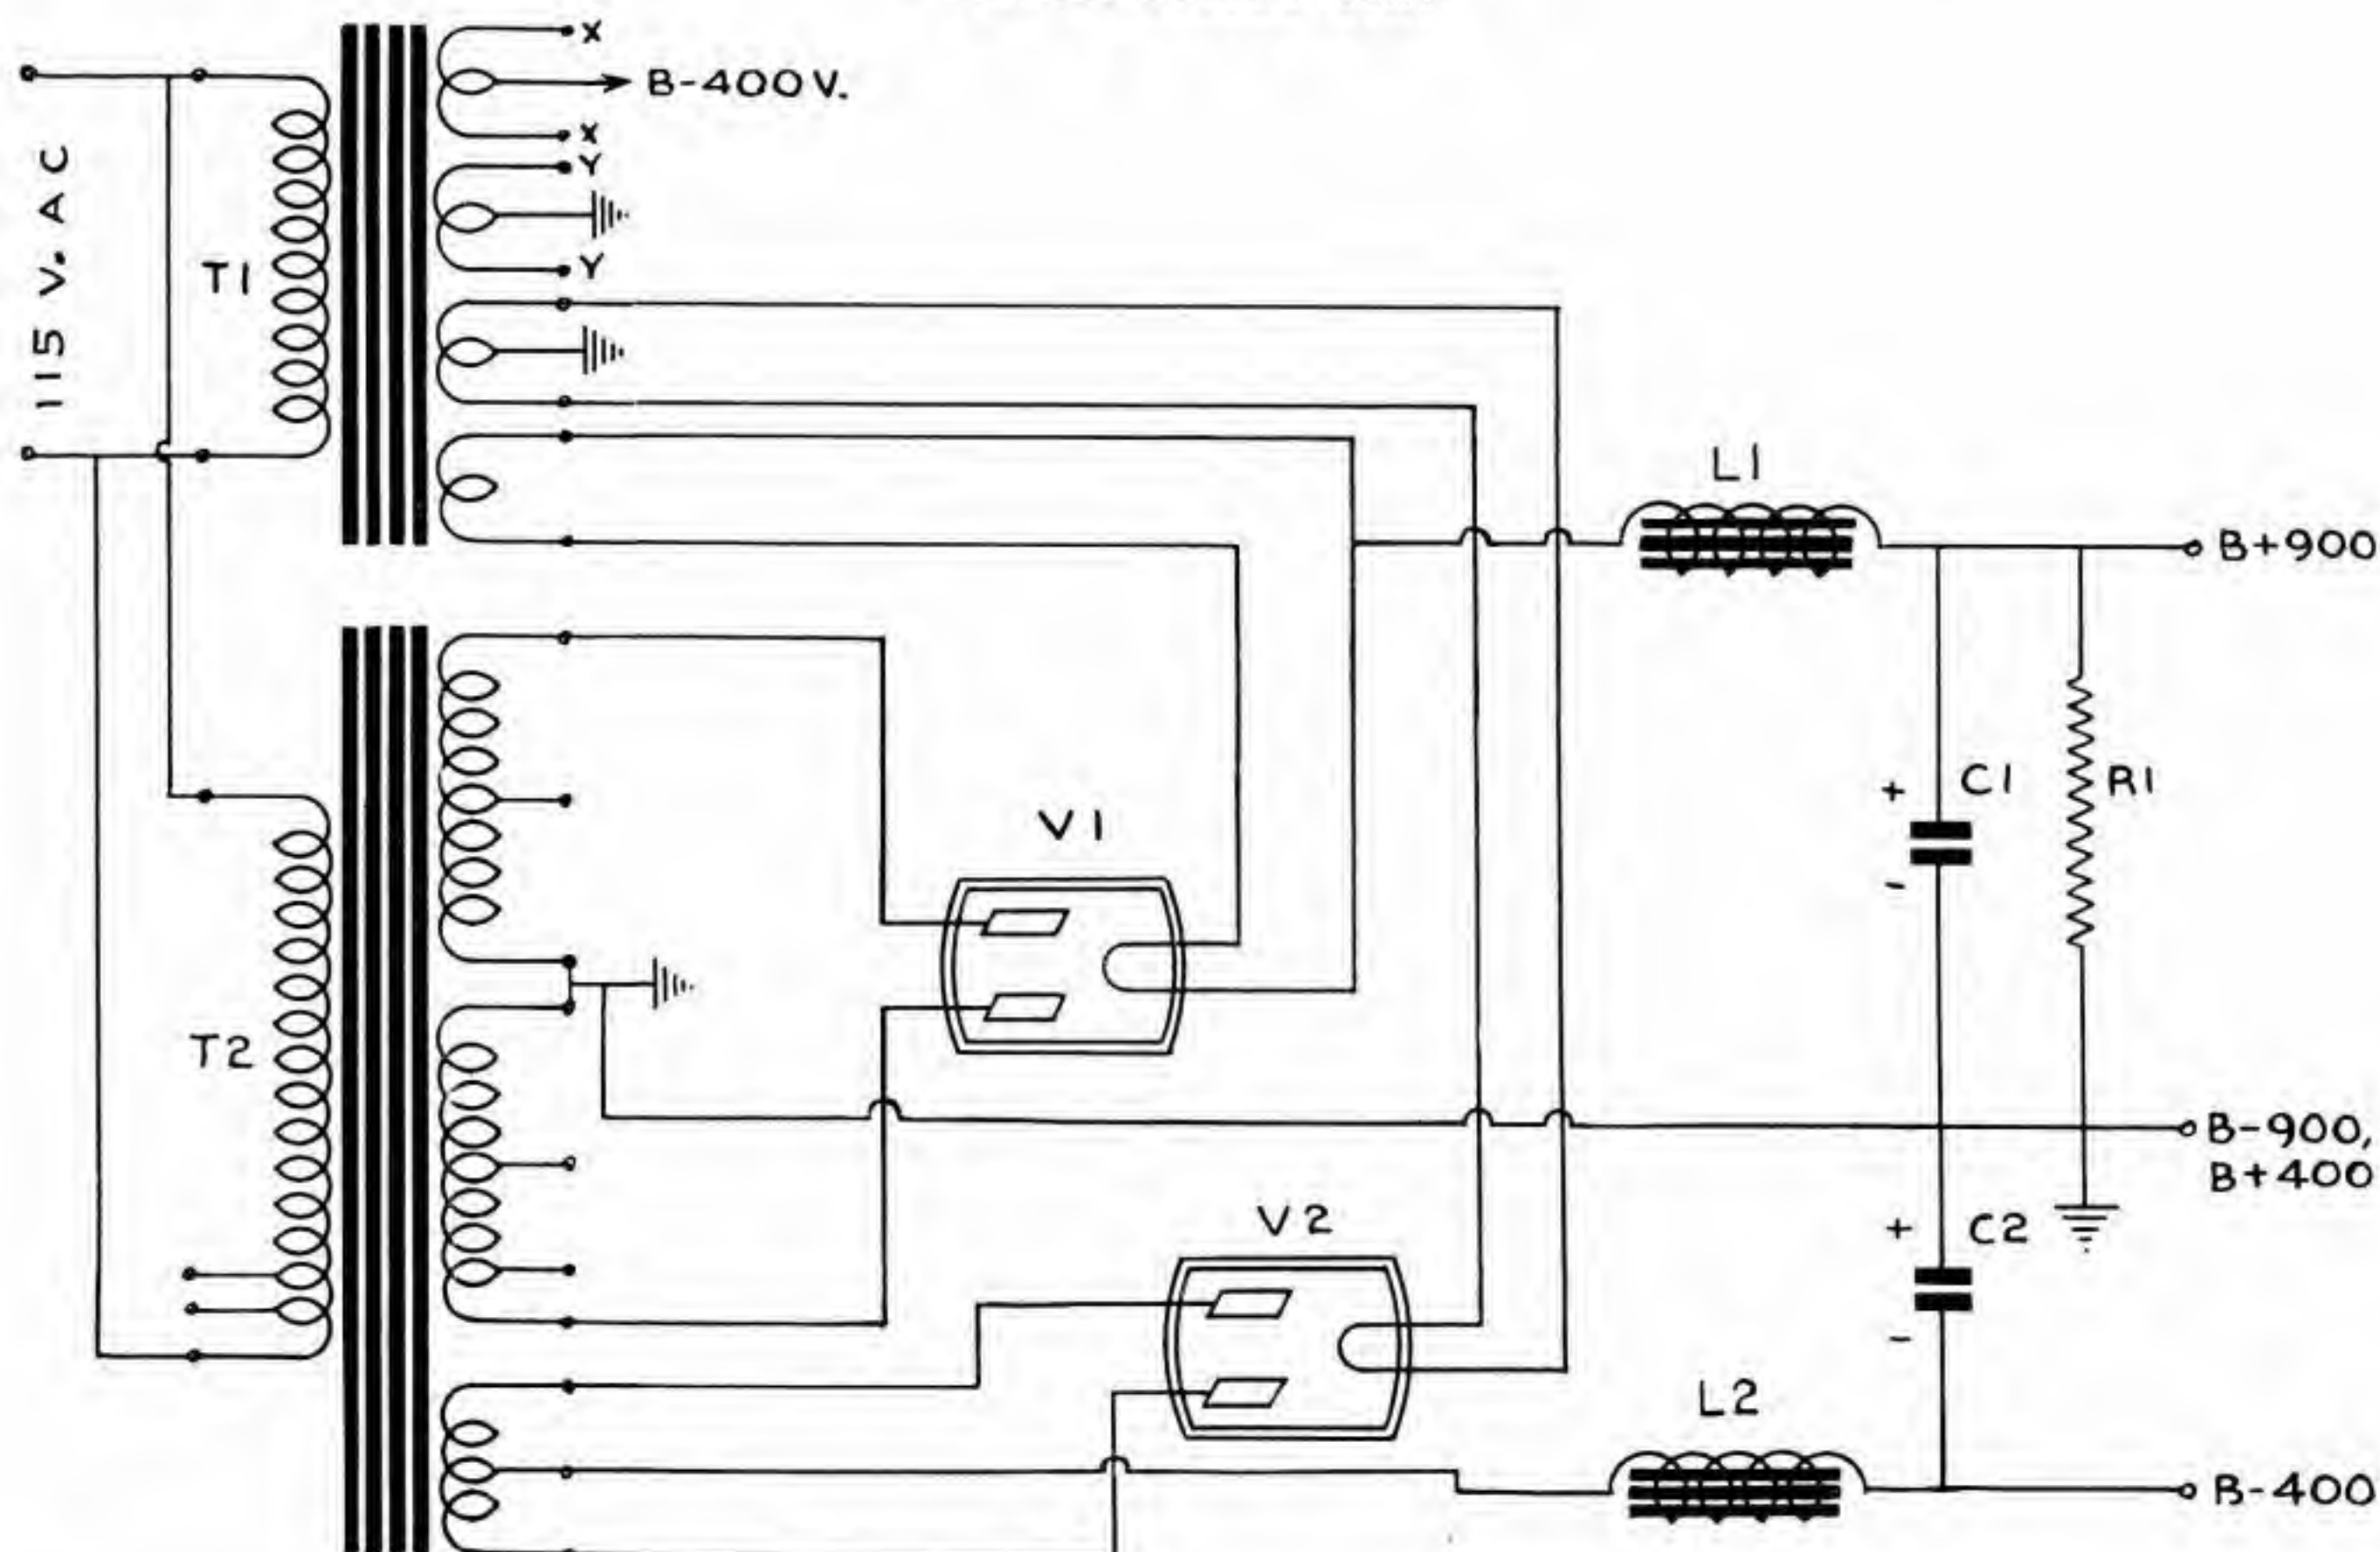 X
B-400V.
X
Y
Y
115 V. AC
T1
L1
B+900
V1
+ C1 R1
-
T2
B-900,
B+400
V2
+ C2
-
L2
B-400